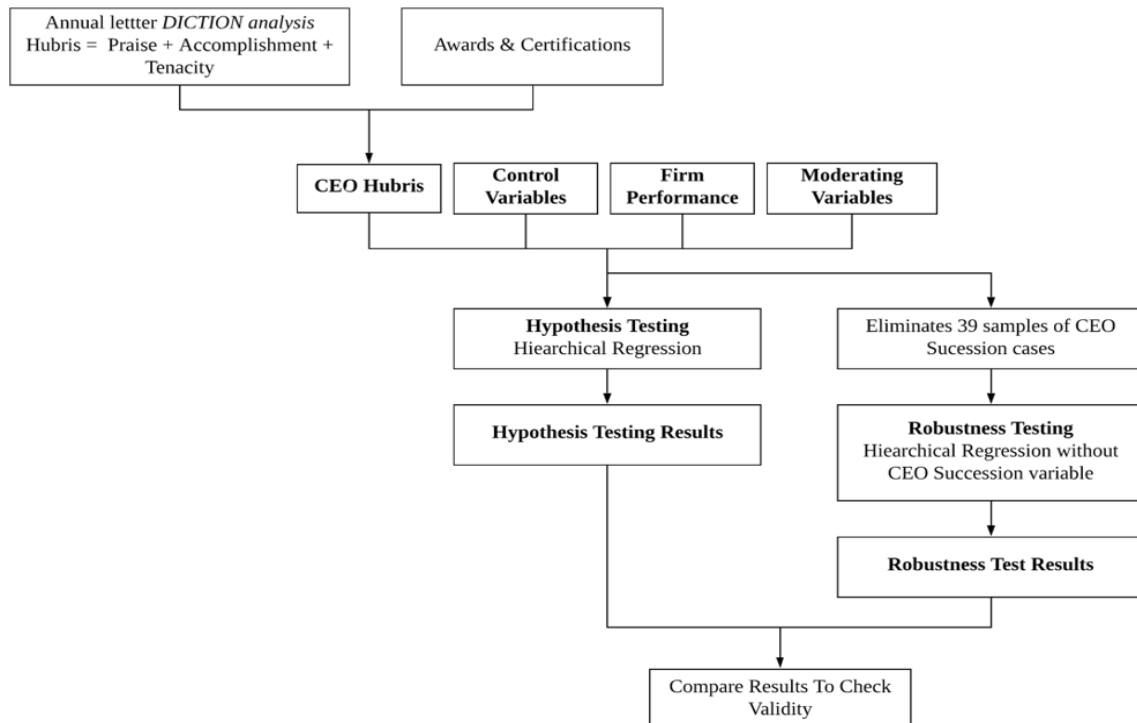 Annual lettter DICTION analysis
Hubris = Praise + Accomplishment +
Tenacity
Awards & Certifications
CEO Hubris
Control
Variables
Firm
Performance
Moderating
Variables
Hypothesis Testing
Hiearchical Regression
Eliminates 39 samples of CEO
Sucession cases
Hypothesis Testing Results
Robustness Testing
Hiearchical Regression without
CEO Succession variable
Robustness Test Results
Compare Results To Check
Validity